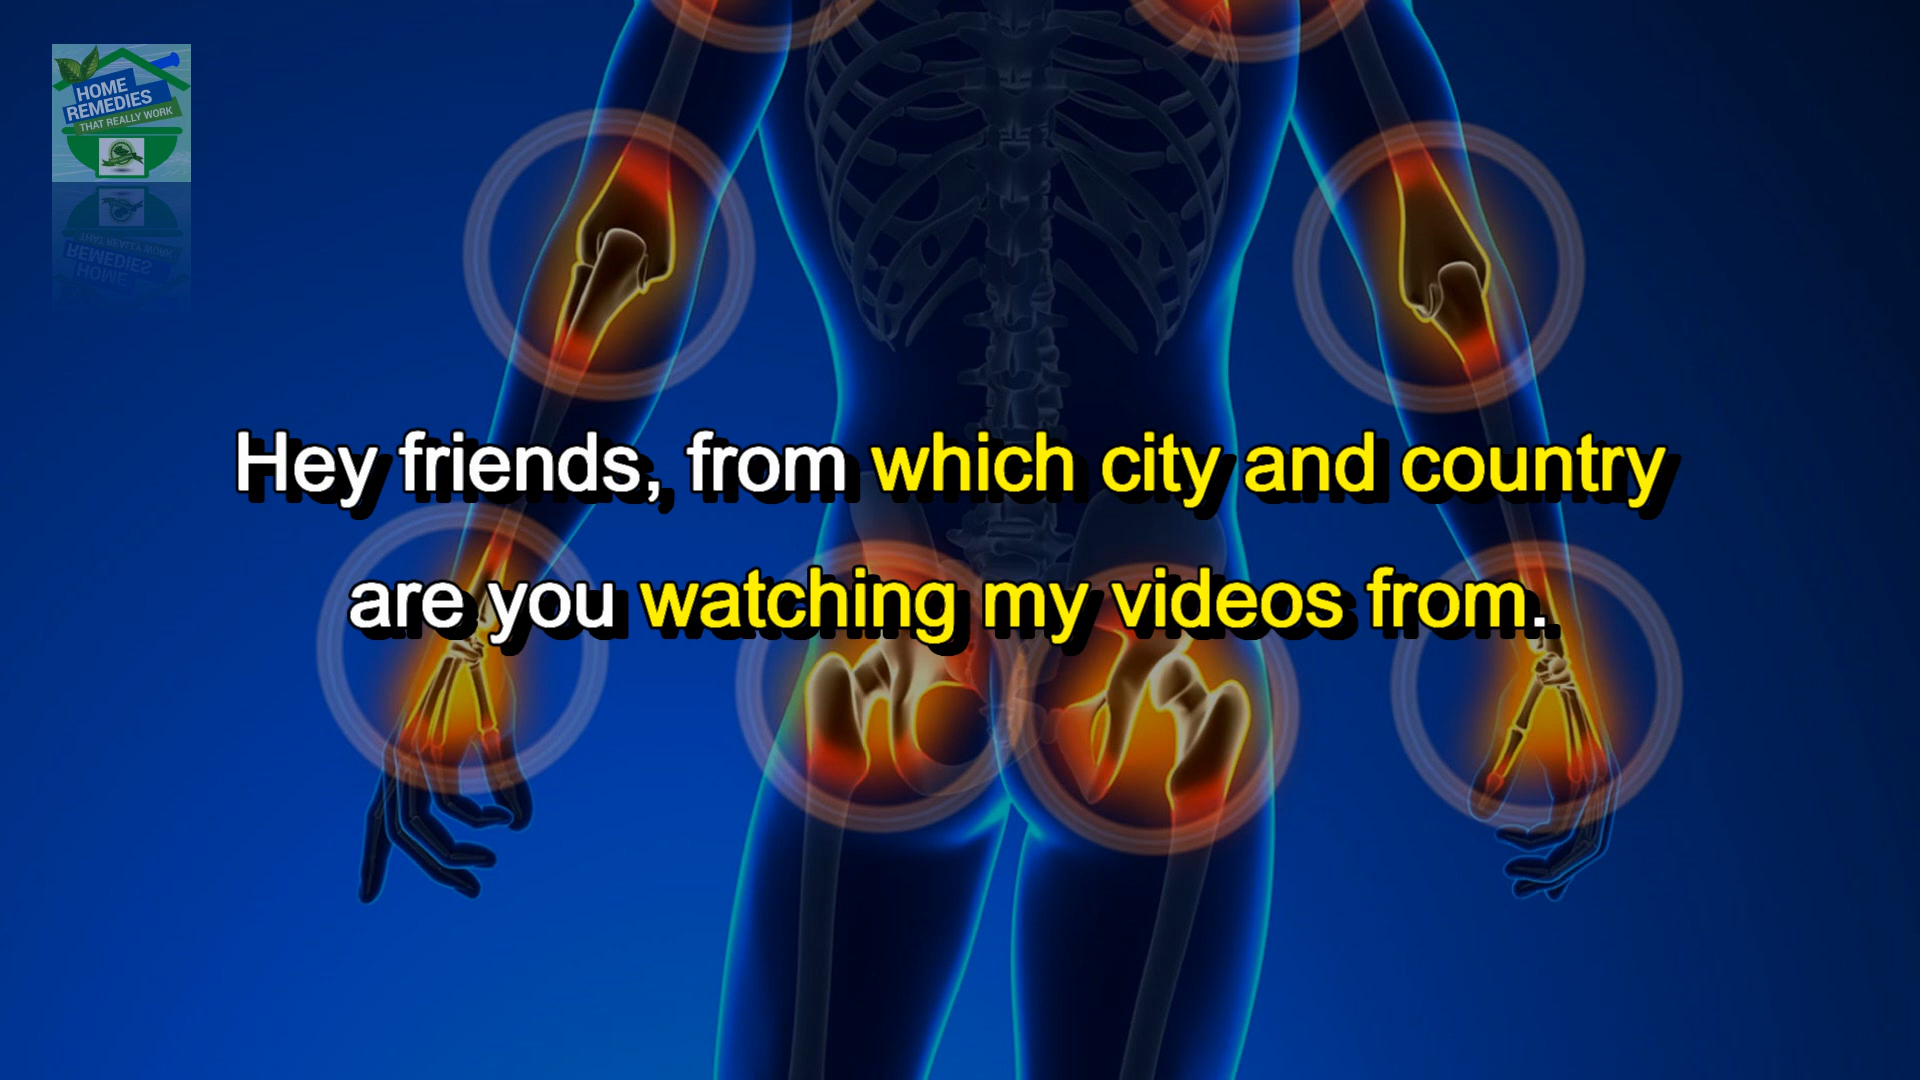 HOME
REMEDIES
THAT REALLY WORK
Hey friends, from which city and country
are you watching my videos from.